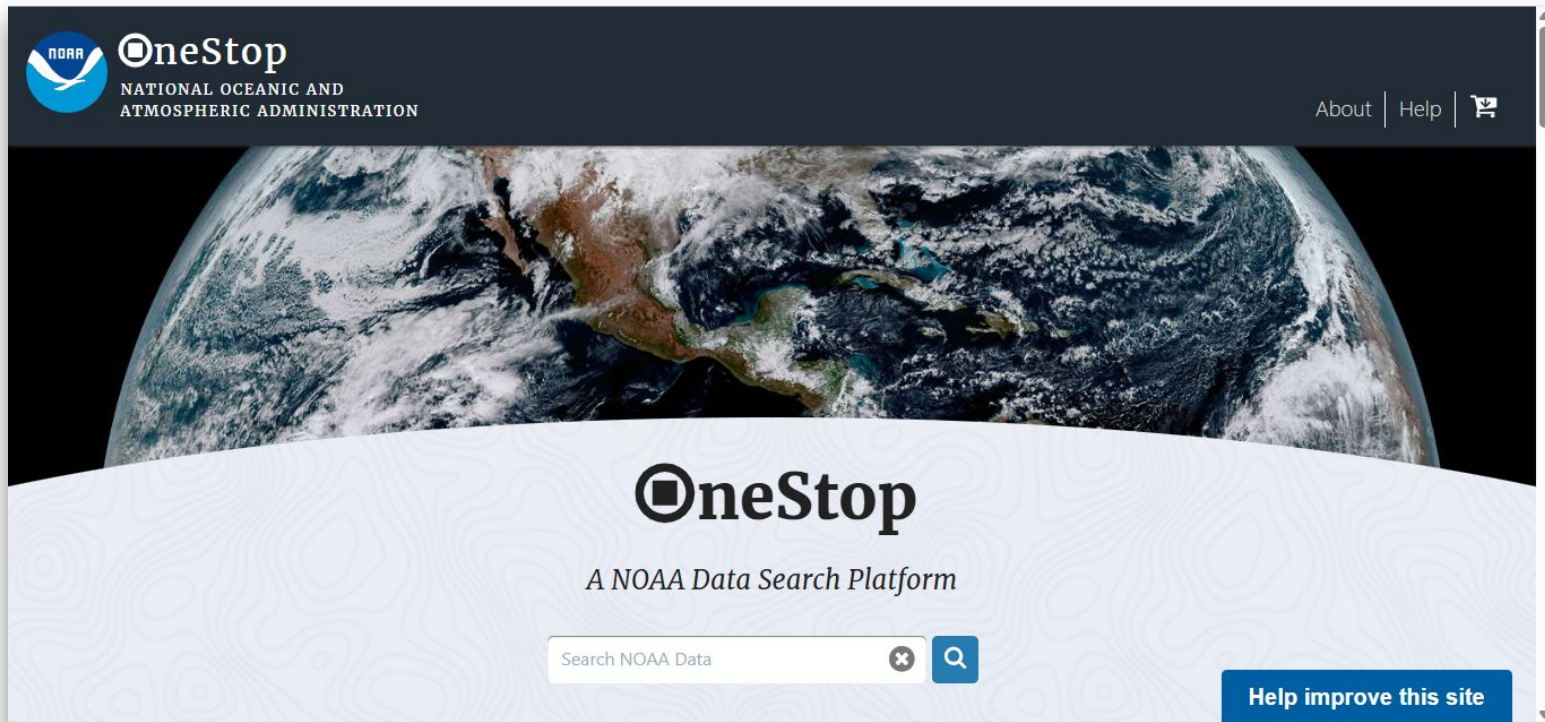 NOAA
OneStop
NATIONAL OCEANIC AND
ATMOSPHERIC ADMINISTRATION
About
Help
OneStop
A NOAA Data Search Platform
Search NOAA Data
Help improve this site